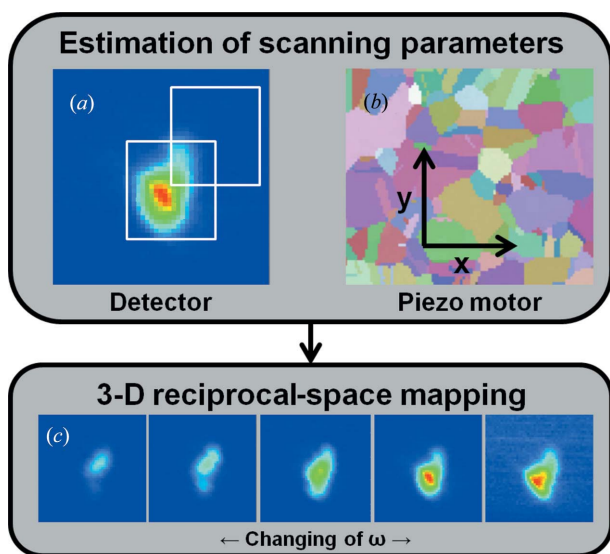 Estimation of scanning parameters
(a)
(b)
y
x
Detector
Piezo motor
3-D reciprocal-space mapping
(c)
← Changing of ω →